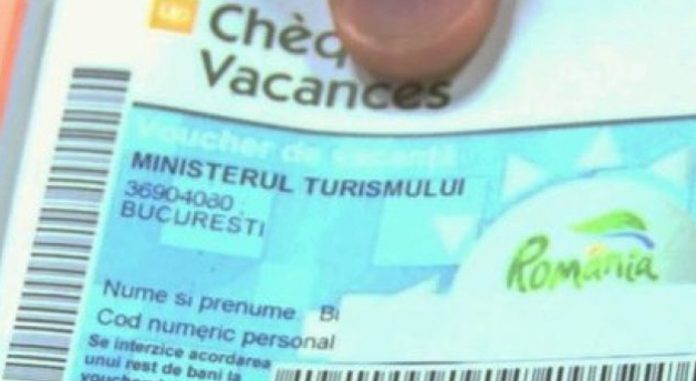 Up
Chèq
Vacances
Voucher de vacanță
MINISTERUL TURISMULUI
36904080
BUCURESTI
România
Nume si prenume B
Cod numeric personal
Se interzice acordarea
unui rest de bani la